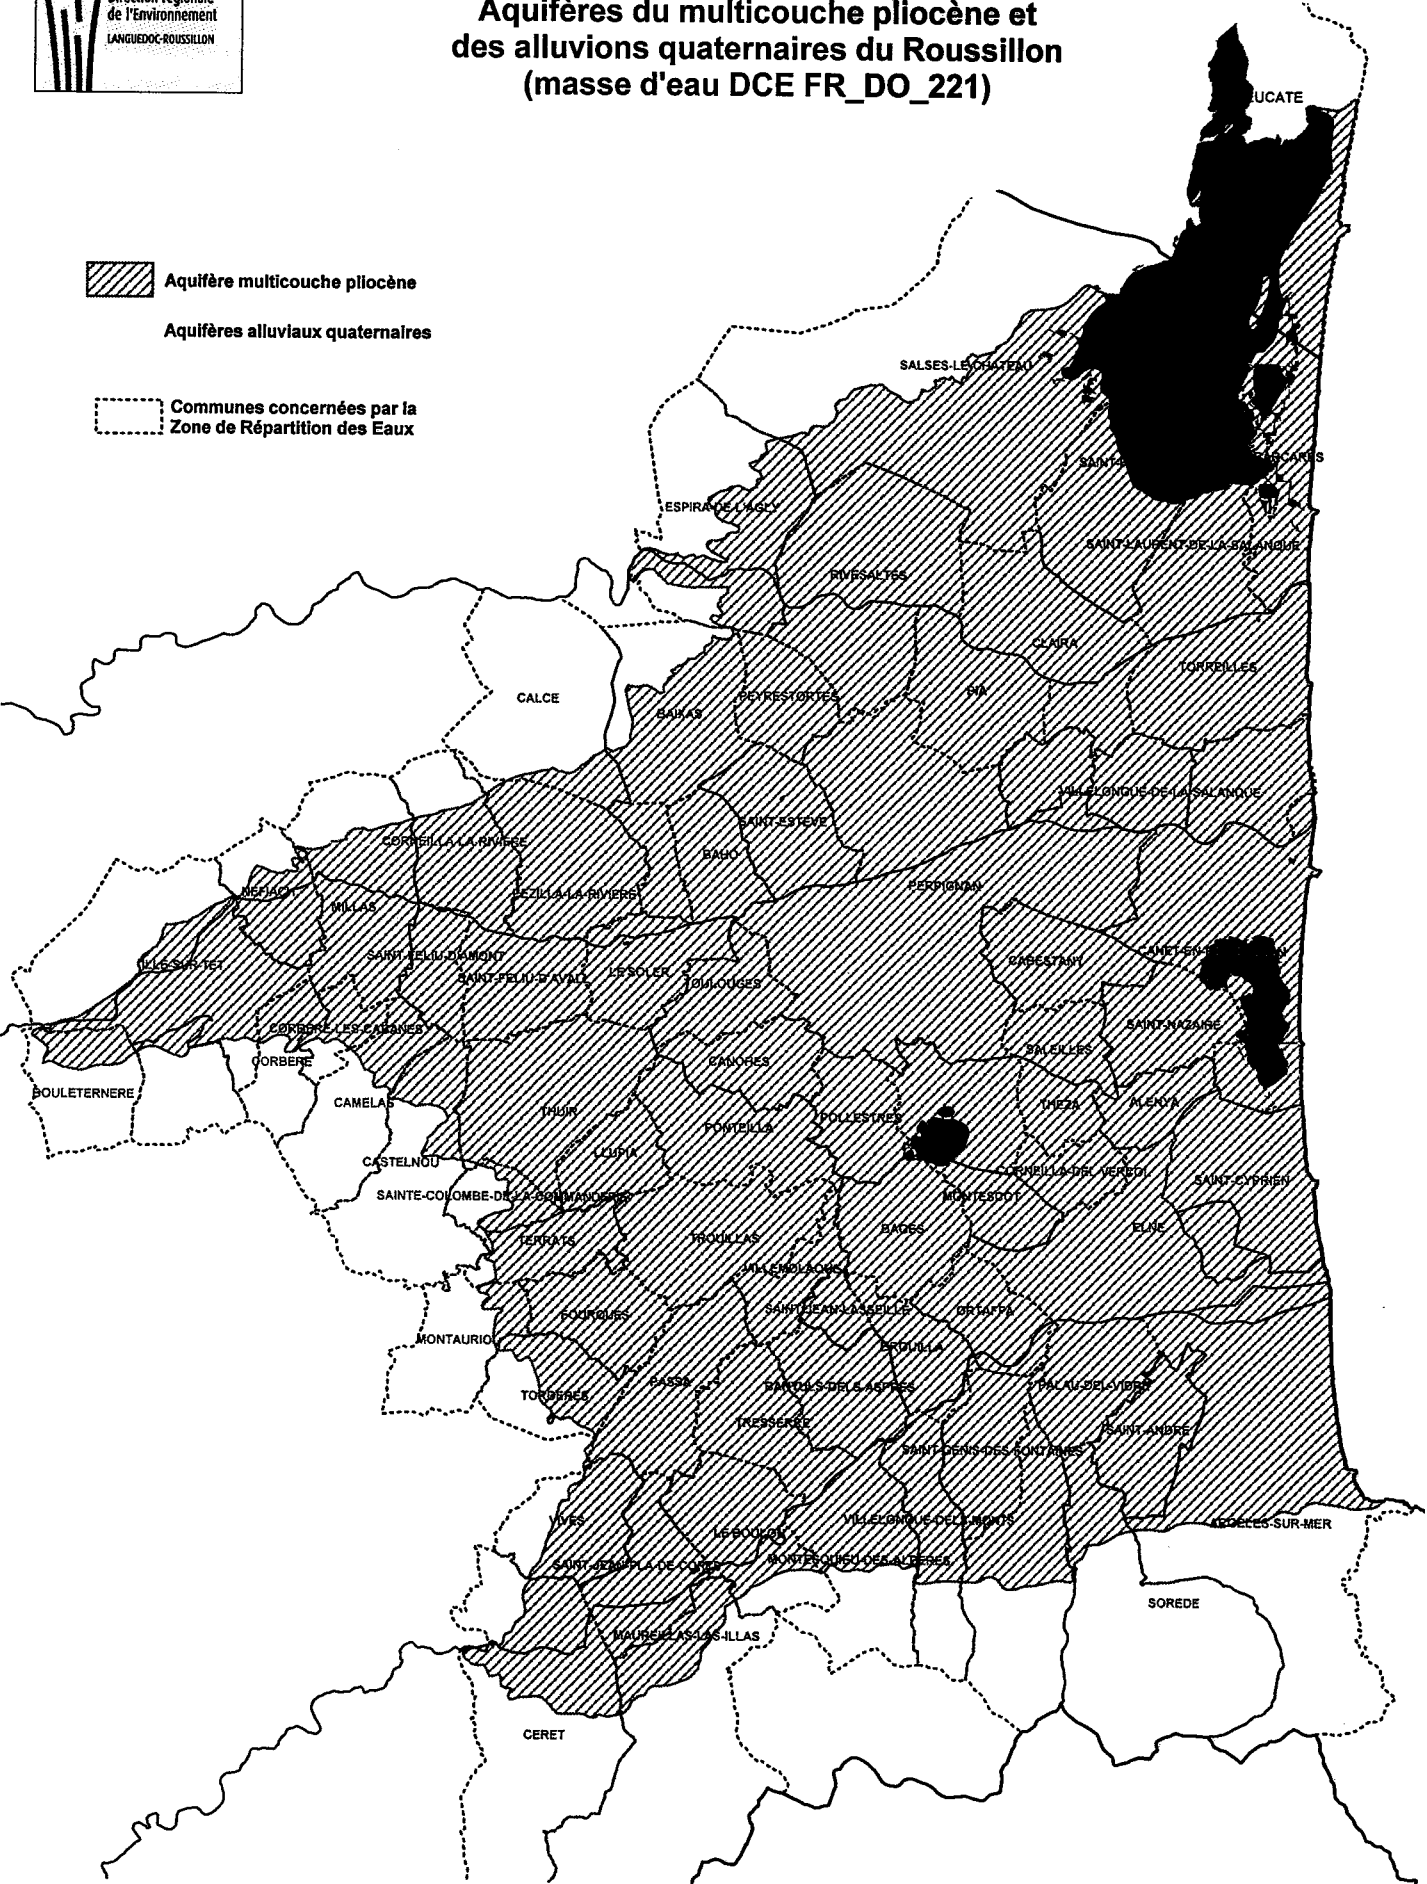 de l'Environnement
LANGUEDOC-ROUSSILLON
Aquifères du multicouche pliocène et
des alluvions quaternaires du Roussillon
(masse d'eau DCE FR_DO_221)
Aquifère multicouche pliocène
Aquifères alluviaux quaternaires
Communes concernées par la
Zone de Répartition des Eaux
EUCATE
SALSES-LE-CHATEAU
SAINT-
BARCARES
ESPIRA-DE-L'AGLY
SAINT-LAURENT-DE-LA-SALANQUE
RIVESALTES
CLAIRA
TORREILLES
CALCE
PEYRESTORTES
PIA
BAIXAS
VILLELONGUE-DE-LA-SALANQUE
SAINT-ESTEVE
CORNEILLA-LA-RIVIERE
BAHO
PERPIGNAN
NEFIACH
PEZILLA-LA-RIVIERE
MILLAS
SAINT-FELIU-D'AMONT
CANET-EN-
CABESTANY
ILLE-SUR-TET
SAINT-FELIU-D'AVALL
LE SOLER
TOULOUGES
CORBERE-LES-CABANES
SAINT-NAZAIRE
SALEILLES
CORBERE
CANOHES
BOULETERNERE
CAMELAS
THUIR
THEZA
ALENYA
POLLESTRES
PONTEILLA
LLUPIA
CASTELNOU
CORNEILLA-DEL-VERCOL
SAINT-CYPRIEN
SAINTE-COLOMBE-DE-LA-COMMANDERIE
MONTESCOT
BAGES
ELNE
TERRATS
TROUILLAS
VILLEMOLAQUE
SAINT-JEAN-LASSEILLE
ORTAFFA
FOURQUES
MONTAURIOL
BROUILLA
PASSA
BANYULS-DELS-ASPRES
PALAU-DEL-VIDRE
TORDERES
TRESSERRE
SAINT-ANDRE
SAINT-GENIS-DES-FONTAINES
VIVES
LE BOULOU
VILLELONGUE-DELS-MONTS
ARGELES-SUR-MER
SAINT-JEAN-PLA-DE-CORTS
MONTESQUIEU-DES-ALBERES
SOREDE
MAUREILLAS-LAS-ILLAS
CERET